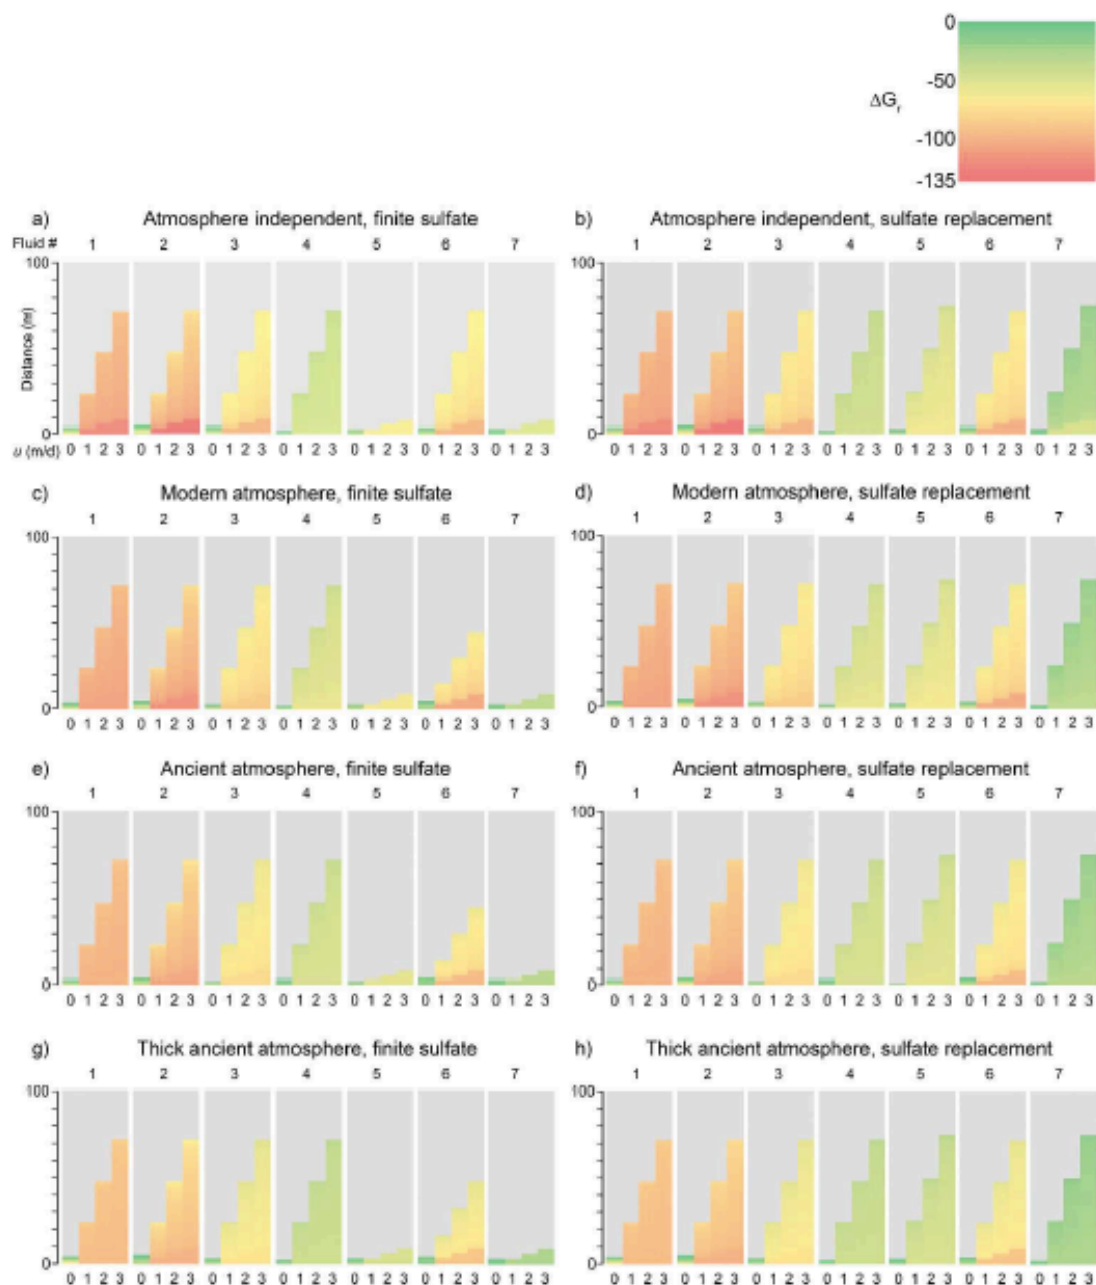 0
-50
ΔGr
-100
-135
a) Atmosphere independent, finite sulfate
Fluid # 1 2 3 4 5 6 7
100
Distance (m)
0
υ (m/d) 0 1 2 3 0 1 2 3 0 1 2 3 0 1 2 3 0 1 2 3 0 1 2 3 0 1 2 3
b) Atmosphere independent, sulfate replacement
1 2 3 4 5 6 7
100
0
0 1 2 3 0 1 2 3 0 1 2 3 0 1 2 3 0 1 2 3 0 1 2 3 0 1 2 3
c) Modern atmosphere, finite sulfate
1 2 3 4 5 6 7
100
0
0 1 2 3 0 1 2 3 0 1 2 3 0 1 2 3 0 1 2 3 0 1 2 3 0 1 2 3
d) Modern atmosphere, sulfate replacement
1 2 3 4 5 6 7
100
0
0 1 2 3 0 1 2 3 0 1 2 3 0 1 2 3 0 1 2 3 0 1 2 3 0 1 2 3
e) Ancient atmosphere, finite sulfate
1 2 3 4 5 6 7
100
0
0 1 2 3 0 1 2 3 0 1 2 3 0 1 2 3 0 1 2 3 0 1 2 3 0 1 2 3
f) Ancient atmosphere, sulfate replacement
1 2 3 4 5 6 7
100
0
0 1 2 3 0 1 2 3 0 1 2 3 0 1 2 3 0 1 2 3 0 1 2 3 0 1 2 3
g) Thick ancient atmosphere, finite sulfate
1 2 3 4 5 6 7
100
0
0 1 2 3 0 1 2 3 0 1 2 3 0 1 2 3 0 1 2 3 0 1 2 3 0 1 2 3
h) Thick ancient atmosphere, sulfate replacement
1 2 3 4 5 6 7
100
0
0 1 2 3 0 1 2 3 0 1 2 3 0 1 2 3 0 1 2 3 0 1 2 3 0 1 2 3